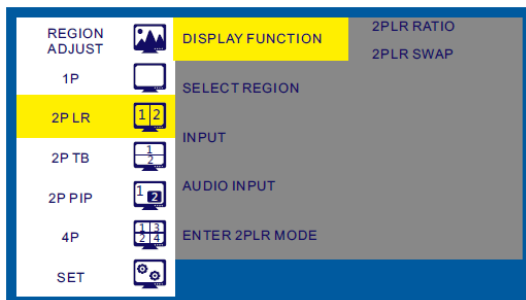 REGION
ADJUST
1P
2P LR
1 2
2P TB
1
2
2P PIP
1 2
4P
1 3
2 4
SET
DISPLAY FUNCTION
SELECT REGION
INPUT
AUDIO INPUT
ENTER 2PLR MODE
2PLR RATIO
2PLR SWAP